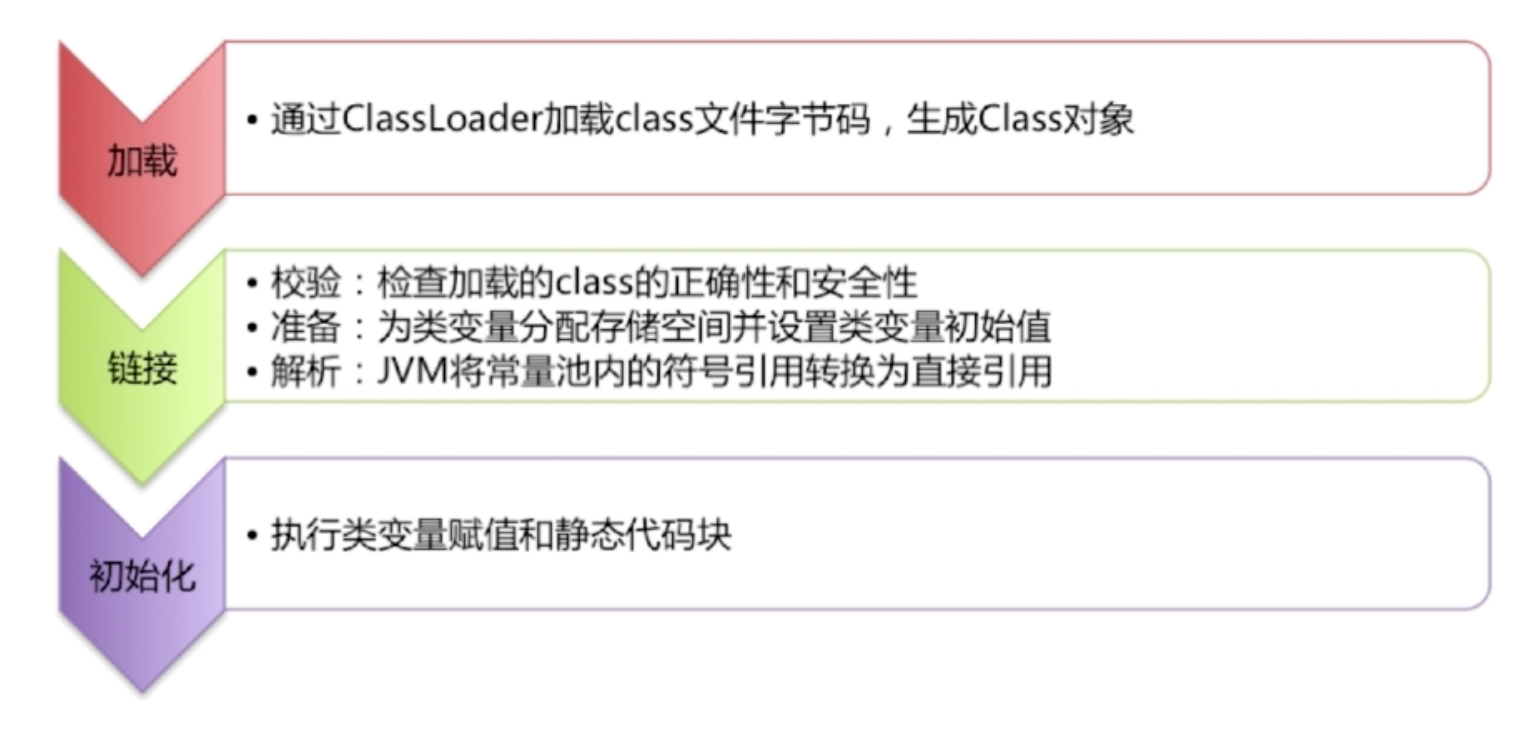 加载
• 通过ClassLoader加载class文件字节码，生成Class对象
链接
• 校验：检查加载的class的正确性和安全性
• 准备：为类变量分配存储空间并设置类变量初始值
• 解析：JVM将常量池内的符号引用转换为直接引用
初始化
• 执行类变量赋值和静态代码块